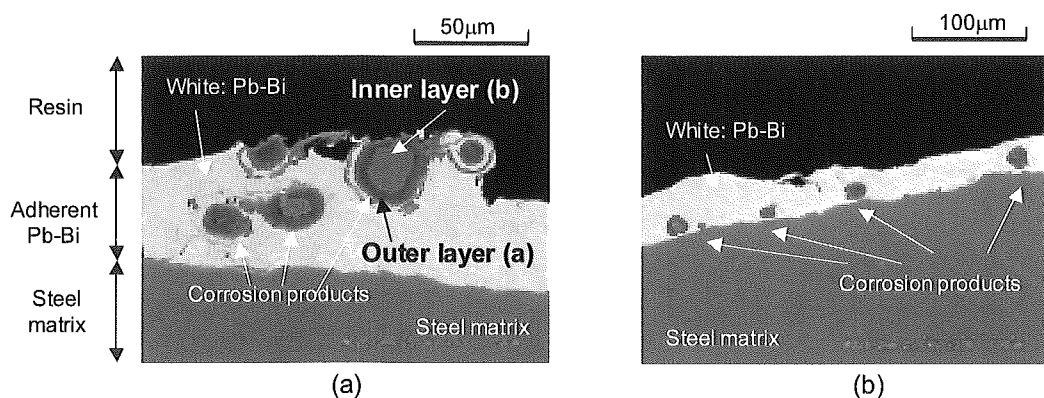 50μm
100μm
Resin
Adherent
Pb-Bi
Steel
matrix
White: Pb-Bi
Inner layer (b)
Outer layer (a)
Corrosion products
Steel matrix
(a)
White: Pb-Bi
Corrosion products
Steel matrix
(b)